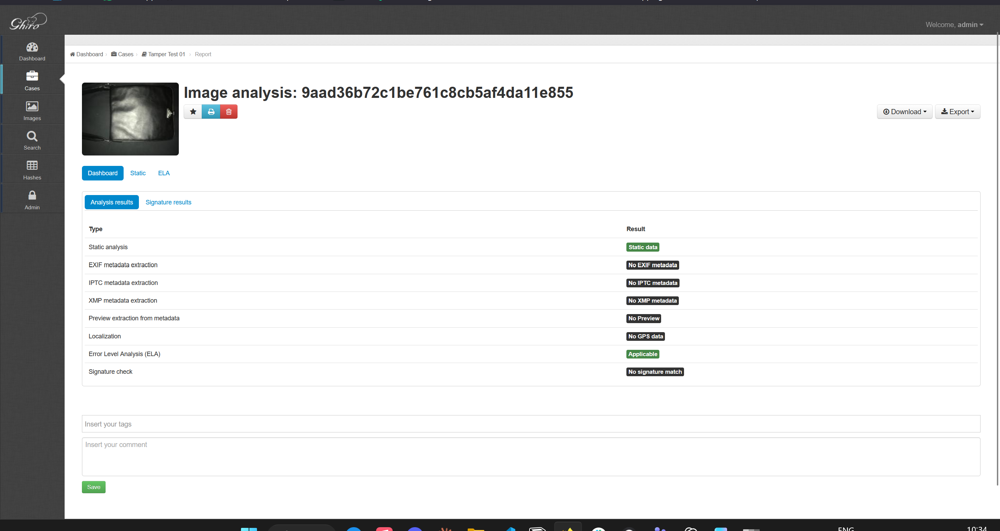 Ghiro
Welcome, admin
Dashboard
Cases
Images
Search
Hashes
Admin
Dashboard › Cases › Tamper Test 01 › Report
Image analysis: 9aad36b72c1be761c8cb5af4da11e855
Download Export
Dashboard Static ELA
Analysis results Signature results
Type Result
Static analysis Static data
EXIF metadata extraction No EXIF metadata
IPTC metadata extraction No IPTC metadata
XMP metadata extraction No XMP metadata
Preview extraction from metadata No Preview
Localization No GPS data
Error Level Analysis (ELA) Applicable
Signature check No signature match
Insert your tags
Insert your comment
Save
ENG 10:34